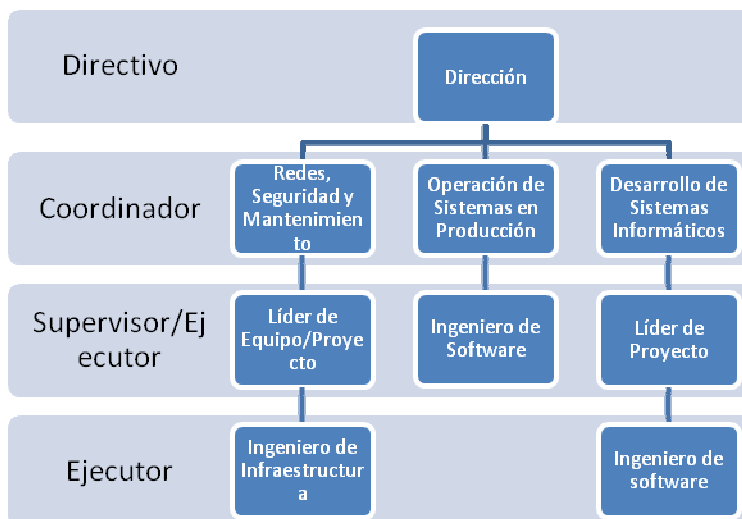 Directivo
Dirección
Coordinador
Redes,
Seguridad y
Mantenimien
to
Operación de
Sistemas en
Producción
Desarrollo de
Sistemas
Informáticos
Supervisor/Ej
ecutor
Líder de
Equipo/Proye
cto
Ingeniero de
Software
Líder de
Proyecto
Ejecutor
Ingeniero de
Infraestructur
a
Ingeniero de
software